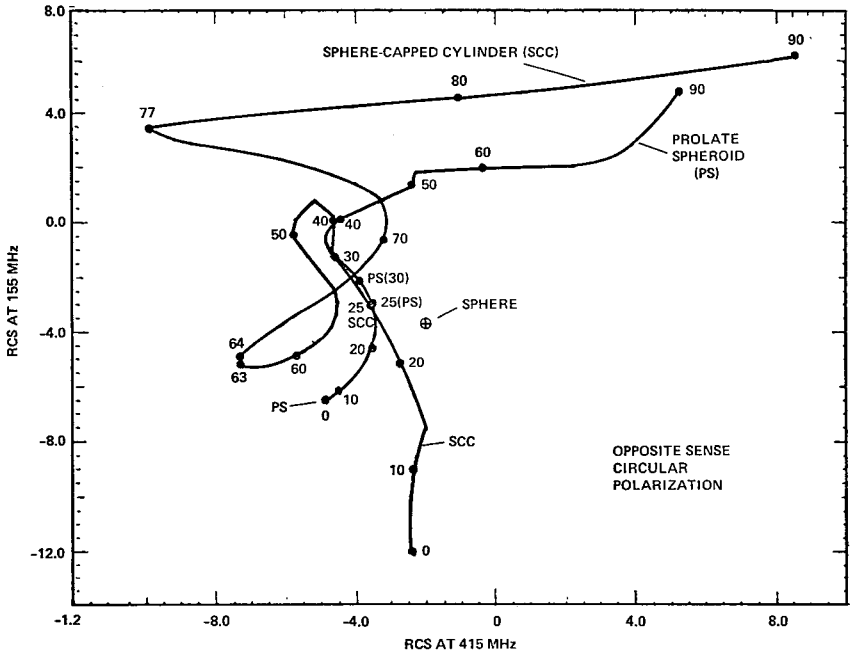 8.0
4.0
0.0
-4.0
-8.0
-12.0
RCS AT 155 MHz
-1.2
-8.0
-4.0
0
4.0
8.0
RCS AT 415 MHz
SPHERE-CAPPED CYLINDER (SCC)
90
80
77
90
PROLATE
SPHEROID
(PS)
60
50
40
40
50
70
30
PS(30)
25(PS)
25
SCC
SPHERE
64
63
60
20
20
PS
10
0
SCC
10
0
OPPOSITE SENSE
CIRCULAR
POLARIZATION